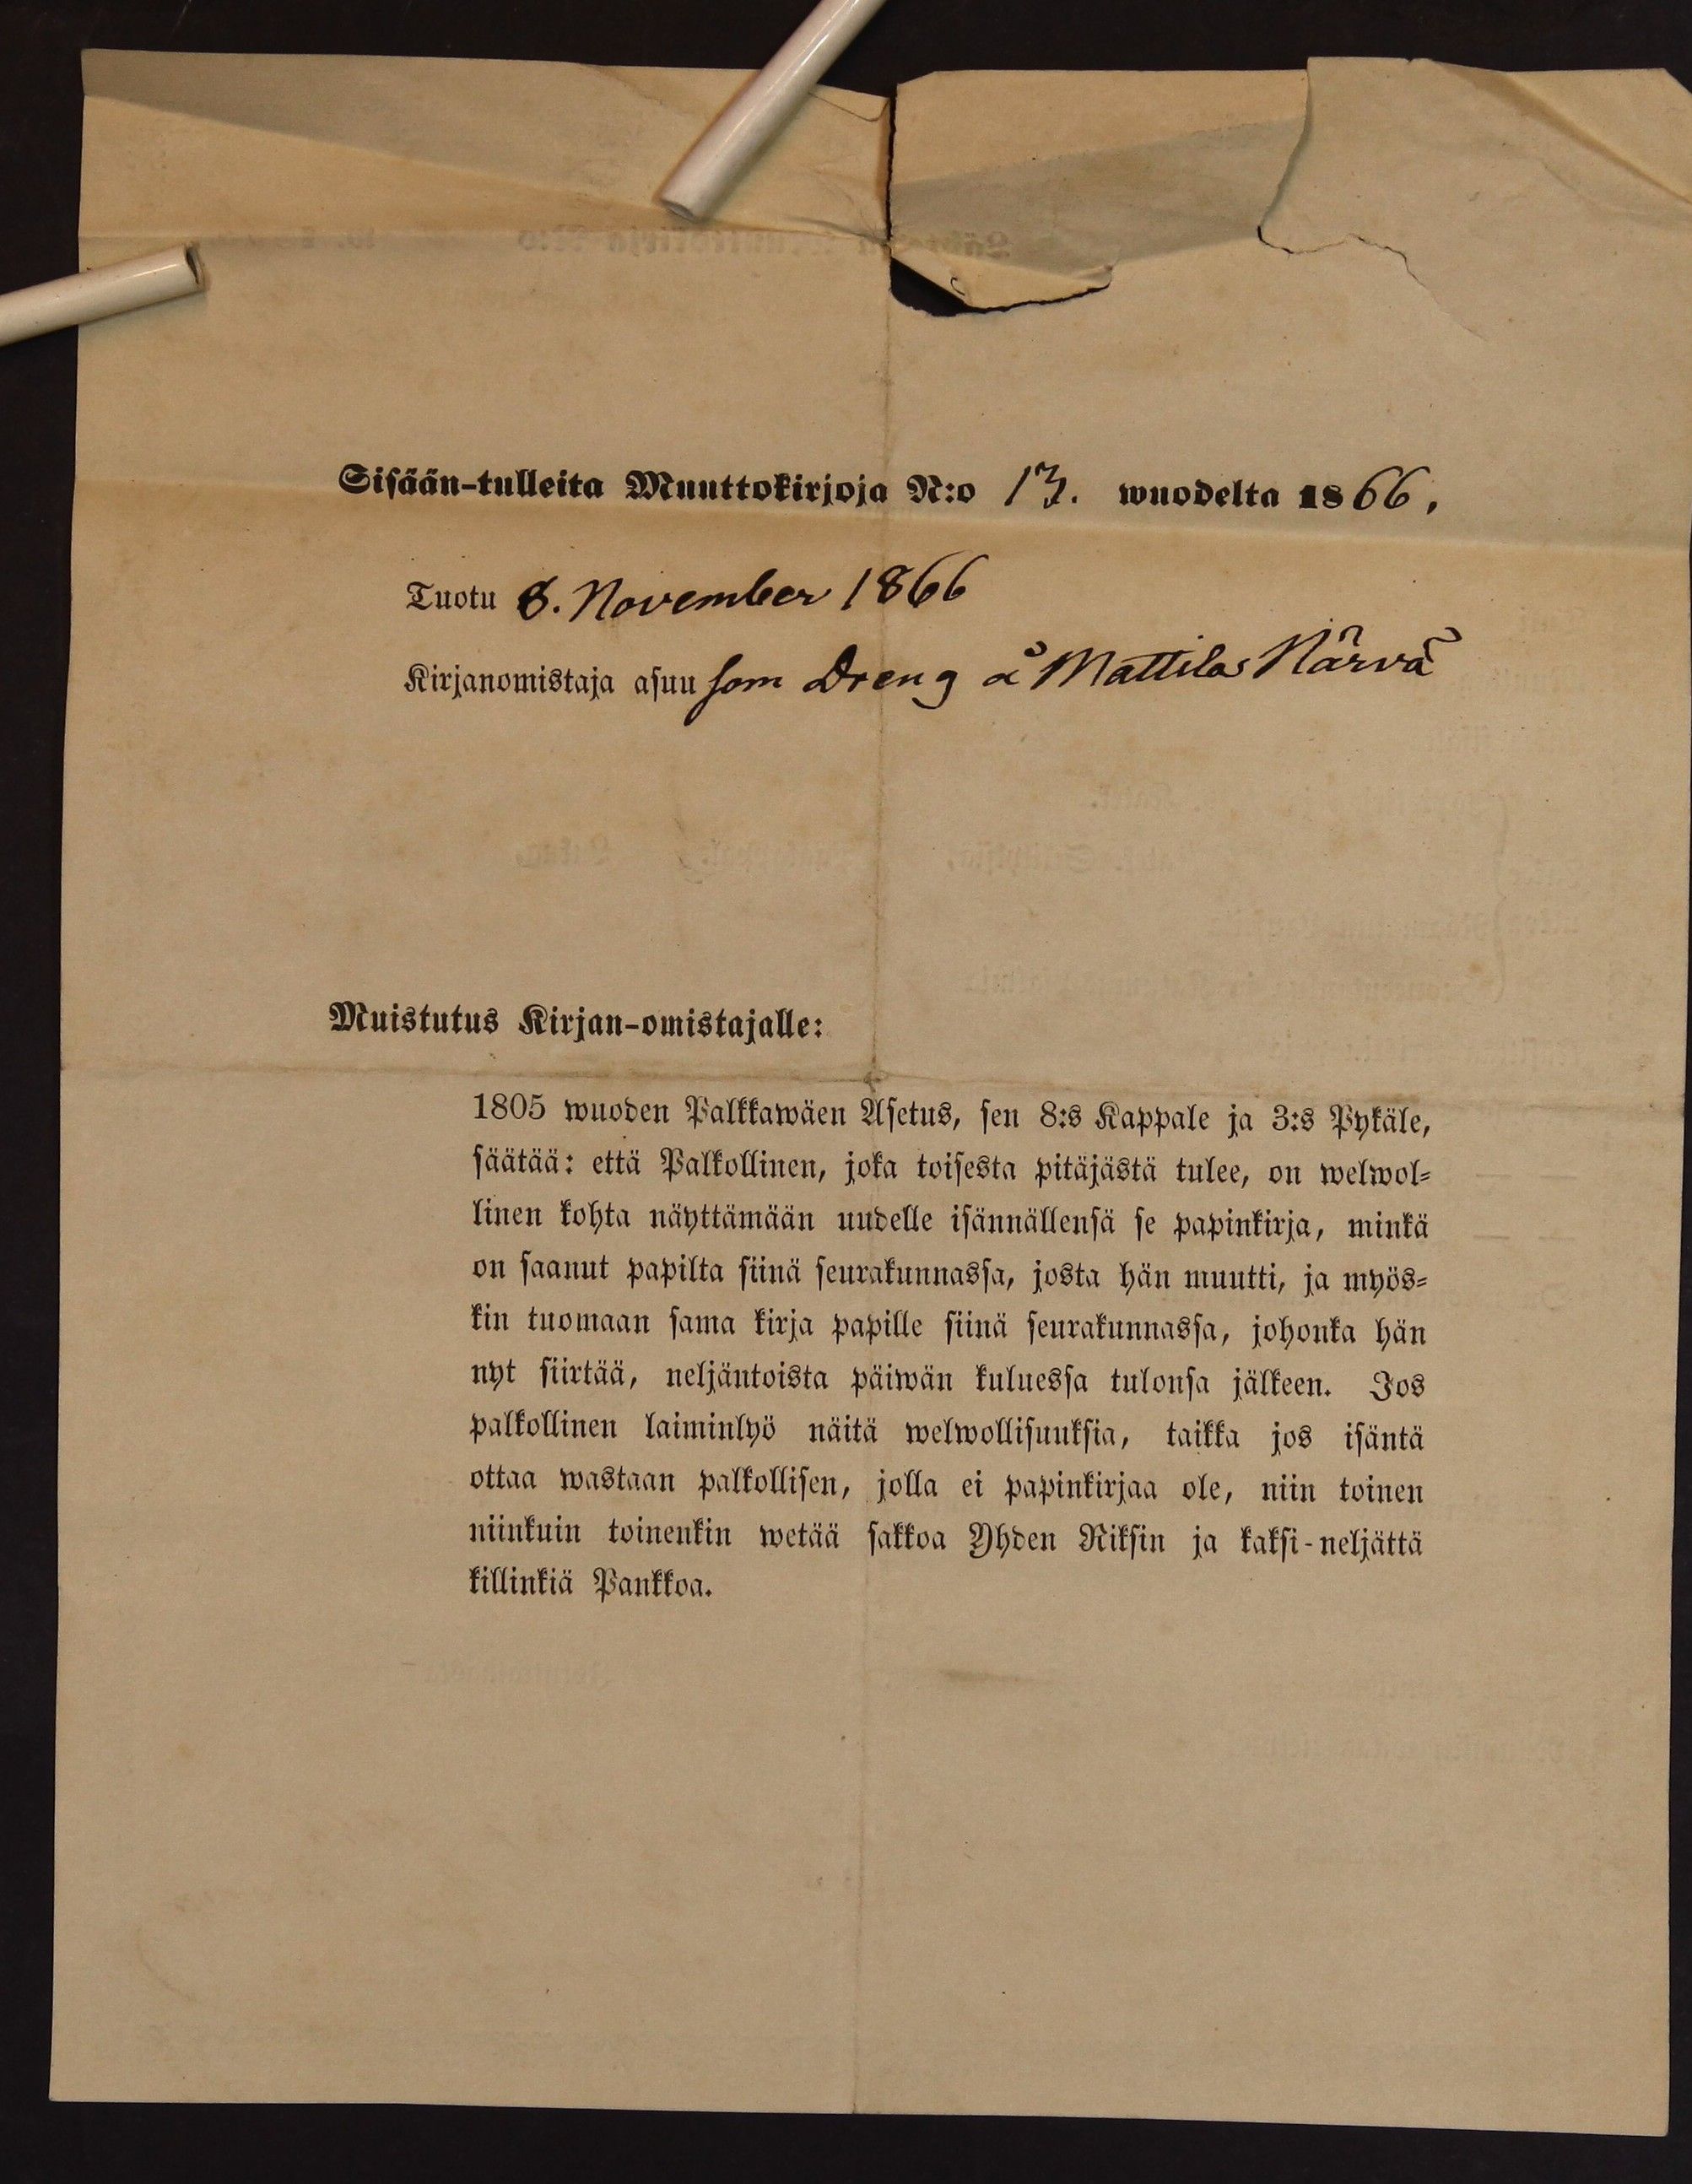 Sisään-tulleita Muuttokirjoja N:o 13. wuodelta 1866.
Tuotu 8. November 1866
Kirjanomistaja asuu som Dreng å Mattilas Närvä
Muistutus Kirjan-omistajalle:
1805 wuoden Palkkawäen Asetus, sen 8:s Kappale ja 3:s Pykäle,
säätää: että Palkollinen, joka toisesta pitäjästä tulee, on welwol-
linen kohta näyttämään uudelle isännällensä se papinkirja, minkä
on saanut papilta siinä seurakunnassa, josta hän muutti, ja myös-
kin tuomaan sama kirja papille siinä seurakunnassa, johonka hän
nyt siirtää, neljäntoista päiwän kuluessa tulonsa jälkeen. Jos
palkollinen laiminlyö näitä welwollisuuksia, taikka jos isäntä
ottaa wastaan palkollisen, jolla ei papinkirjaa ole, niin toinen
niinkuin toinenkin wetää sakkoa Yhden Riksin ja kaksi-neljättä
killinkiä Pankkoa.